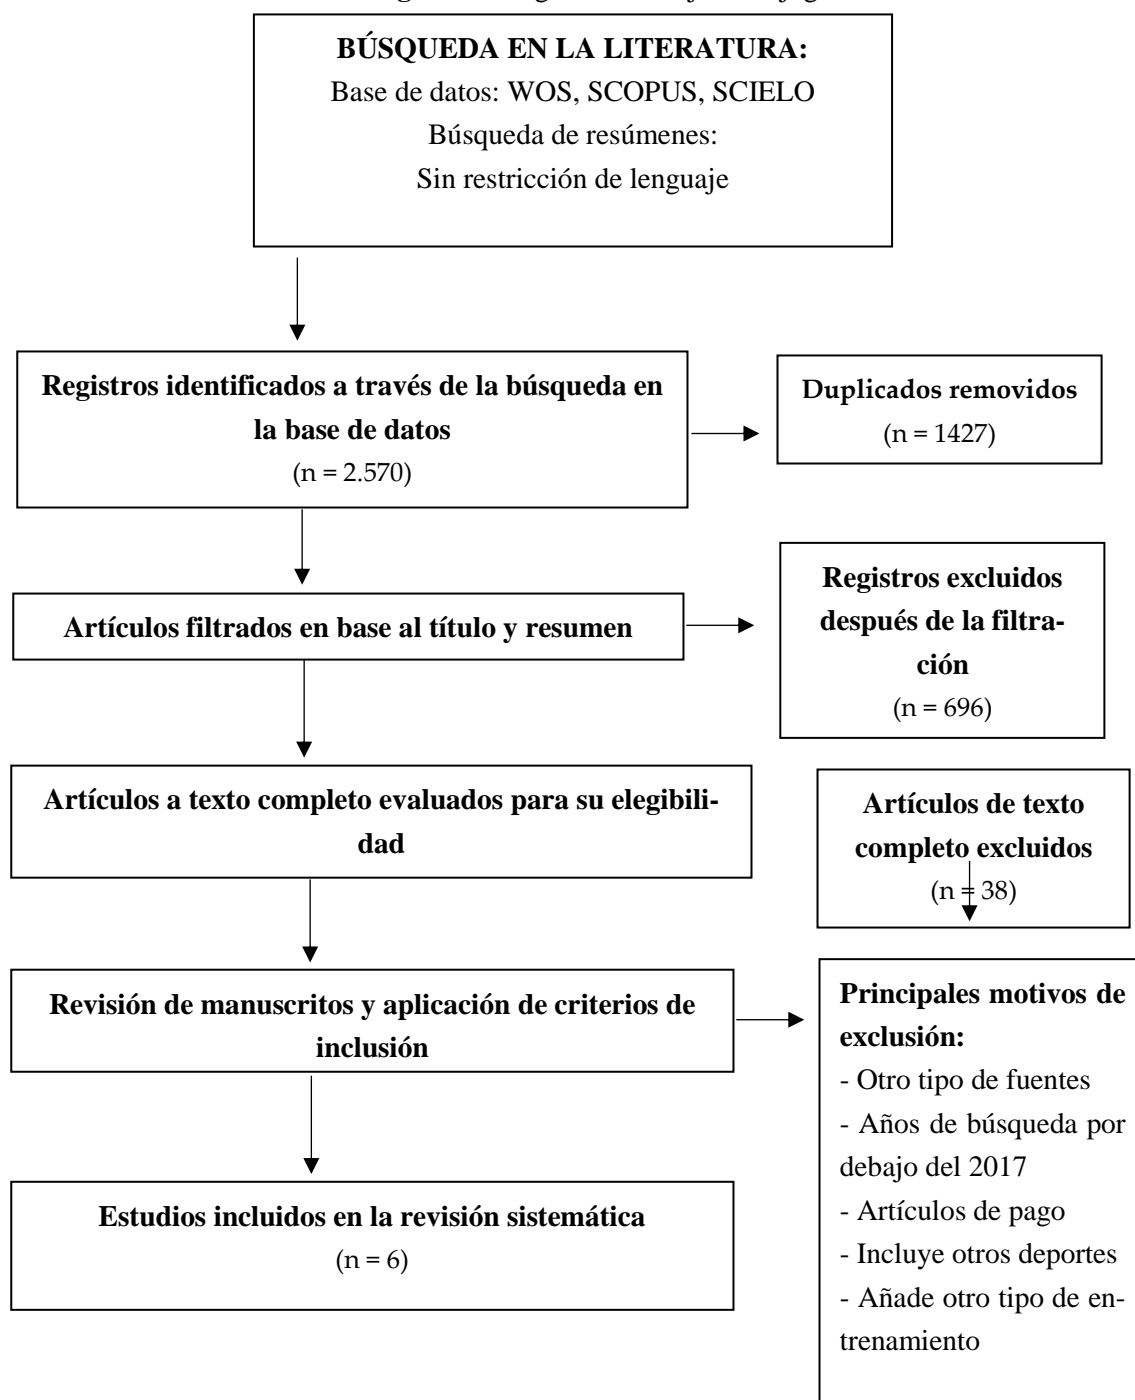 BÚSQUEDA EN LA LITERATURA:
Base de datos: WOS, SCOPUS, SCIELO
Búsqueda de resúmenes:
Sin restricción de lenguaje
Registros identificados a través de la búsqueda en
la base de datos
(n = 2.570)
Duplicados removidos
(n = 1427)
Artículos filtrados en base al título y resumen
Registros excluidos
después de la filtra-
ción
(n = 696)
Artículos a texto completo evaluados para su elegibili-
dad
Artículos de texto
completo excluidos
(n = 38)
Revisión de manuscritos y aplicación de criterios de
inclusión
Principales motivos de
exclusión:
- Otro tipo de fuentes
- Años de búsqueda por
debajo del 2017
- Artículos de pago
- Incluye otros deportes
- Añade otro tipo de en-
trenamiento
Estudios incluidos en la revisión sistemática
(n = 6)